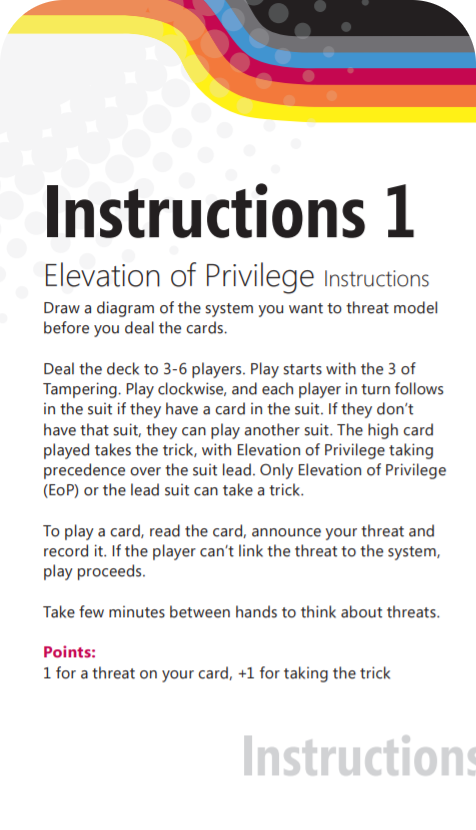 Instructions 1
Elevation of Privilege Instructions
Draw a diagram of the system you want to threat model
before you deal the cards.
Deal the deck to 3-6 players. Play starts with the 3 of
Tampering. Play clockwise, and each player in turn follows
in the suit if they have a card in the suit. If they don't
have that suit, they can play another suit. The high card
played takes the trick, with Elevation of Privilege taking
precedence over the suit lead. Only Elevation of Privilege
(EoP) or the lead suit can take a trick.
To play a card, read the card, announce your threat and
record it. If the player can't link the threat to the system,
play proceeds.
Take few minutes between hands to think about threats.
Points:
1 for a threat on your card, +1 for taking the trick
Instructions